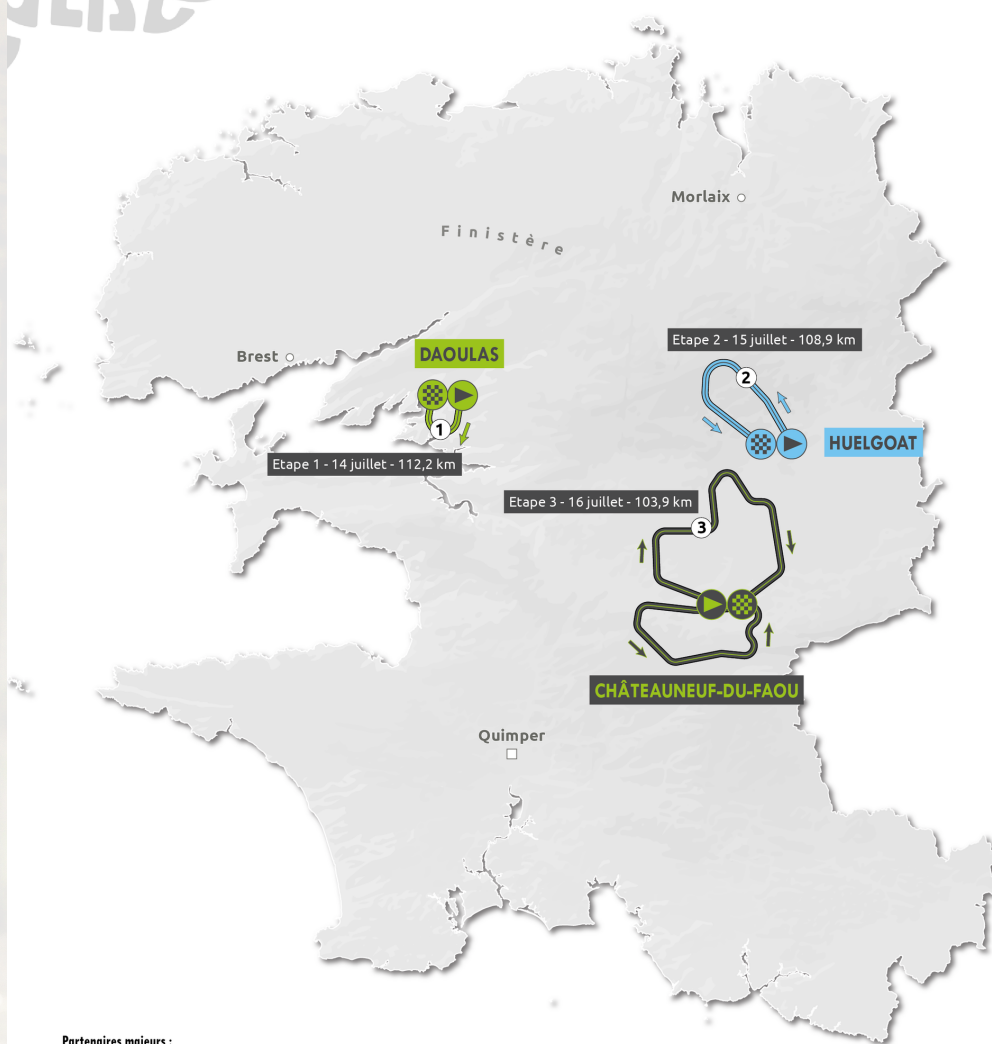 Morlaix
Finistère
Etape 2 - 15 juillet - 108,9 km
Brest
DAOULAS
2
1
HUELGOAT
Etape 1 - 14 juillet - 112,2 km
Etape 3 - 16 juillet - 103,9 km
3
CHÂTEAUNEUF-DU-FAOU
Quimper
Partenaires majeurs :